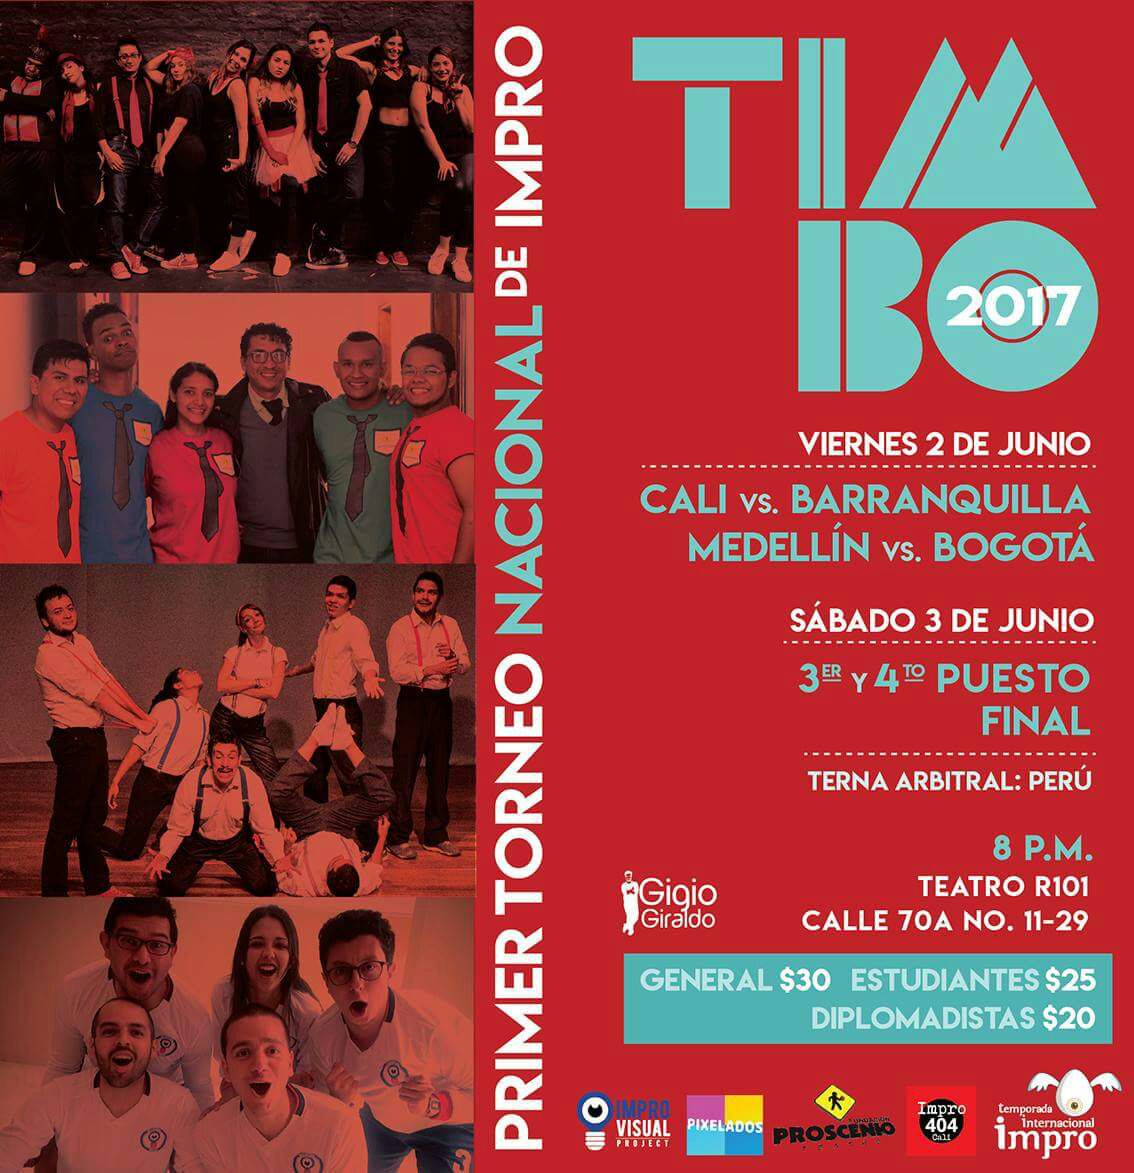 PRIMER TORNEO NACIONAL DE IMPRO
TIM
BO
2017
VIERNES 2 DE JUNIO
CALI VS. BARRANQUILLA
MEDELLÍN VS. BOGOTÁ
SÁBADO 3 DE JUNIO
3ER Y 4TO PUESTO
FINAL
TERNA ARBITRAL: PERÚ
8 P.M.
TEATRO R101
CALLE 70A NO. 11-29
Gigio
Giraldo
GENERAL $30 ESTUDIANTES $25
DIPLOMADISTAS $20
IMPRO
VISUAL
PROJECT
PIXELADOS
FUNDACIÓN
PROSCENIO
Impro
404
Cali
temporada
internacional
impro